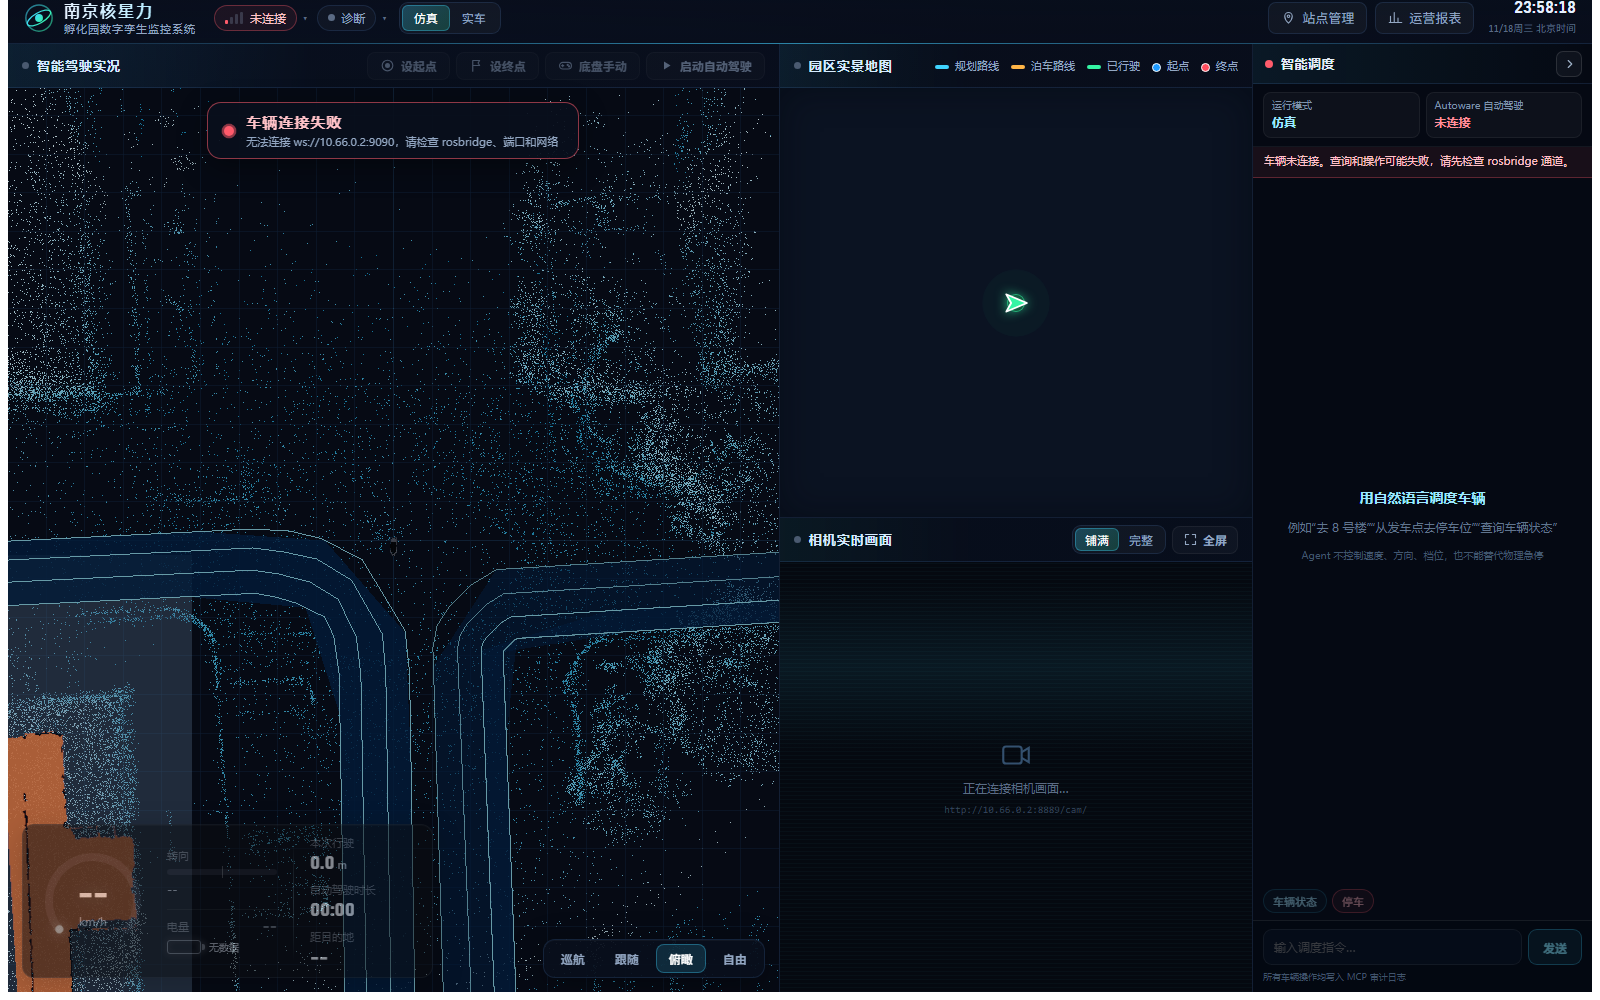 南京核星力
孵化园数字孪生监控系统
未连接
诊断
仿真
实车
站点管理
运营报表
23:58:18
11/18周三 北京时间
智能驾驶实况
设起点
设终点
底盘手动
启动自动驾驶
车辆连接失败
无法连接 ws://10.66.0.2:9090，请检查 rosbridge、端口和网络
转向
--
电量
--
无数据
-- km/h
本次行驶
0.0 m
自动驾驶时长
00:00
距目的地
--
巡航
跟随
俯瞰
自由
园区实景地图
规划路线
泊车路线
已行驶
起点
终点
相机实时画面
铺满
完整
全屏
正在连接相机画面...
http://10.66.0.2:8889/cam/
智能调度
运行模式
仿真
Autoware 自动驾驶
未连接
车辆未连接。查询和操作可能失败，请先检查 rosbridge 通道。
用自然语言调度车辆
例如“去 8 号楼”“从发车点去停车位”“查询车辆状态”
Agent 不控制速度、方向、档位，也不能替代物理急停
车辆状态
停车
输入调度指令...
发送
所有车辆操作均写入 MCP 审计日志